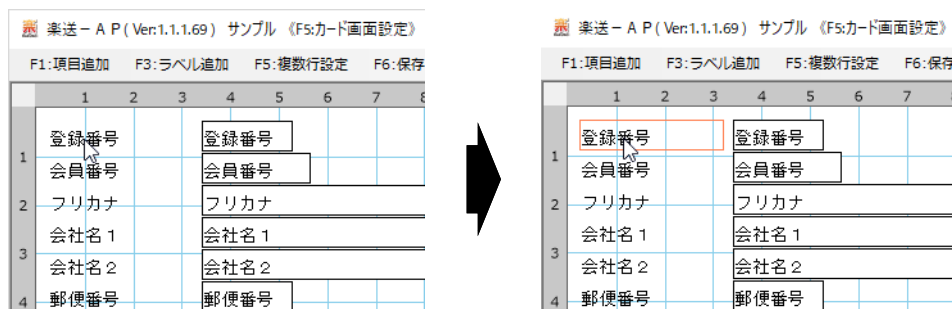 楽送－ＡＰ( Ver:1.1.1.69) サンプル 《F5:カード画面設定》
F1:項目追加 F3:ラベル追加 F5:複数行設定 F6:保存
1 2 3 4 5 6 7 8
登録番号 登録番号
1
会員番号 会員番号
2 フリカナ フリカナ
会社名１ 会社名１
3
会社名２ 会社名２
4 郵便番号 郵便番号
楽送－ＡＰ( Ver:1.1.1.69) サンプル 《F5:カード画面設定》
F1:項目追加 F3:ラベル追加 F5:複数行設定 F6:保存
1 2 3 4 5 6 7
登録番号 登録番号
1
会員番号 会員番号
2 フリカナ フリカナ
会社名１ 会社名１
3
会社名２ 会社名２
4 郵便番号 郵便番号